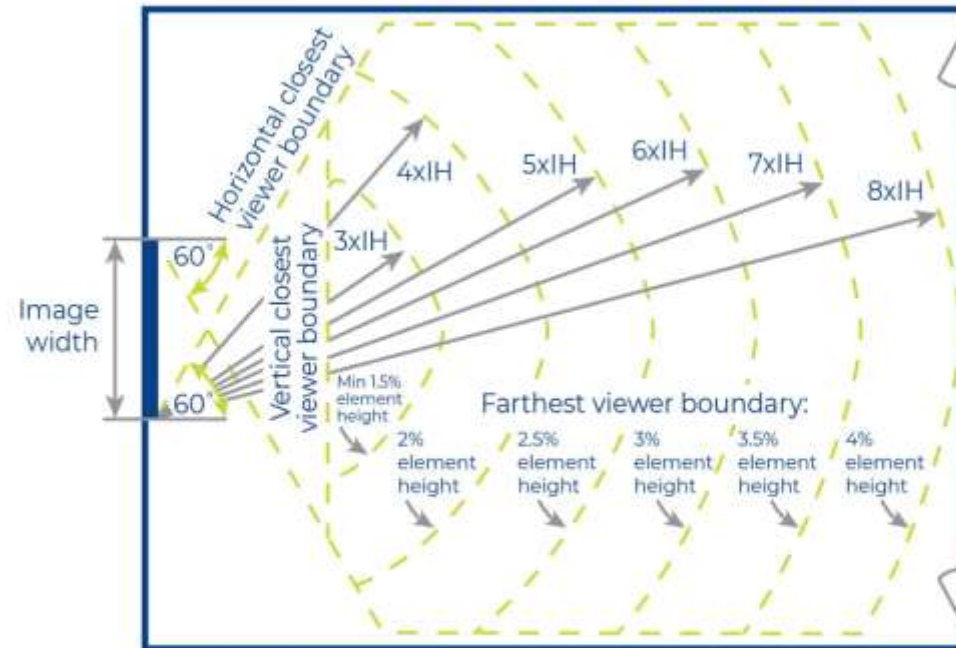 Horizontal closest
viewer boundary
4xIH
5xIH
6xIH
7xIH
8xIH
3xIH
60°
Image
width
60°
Vertical closest
viewer boundary
Min 1.5%
element
height
Farthest viewer boundary:
2%
element
height
2.5%
element
height
3%
element
height
3.5%
element
height
4%
element
height